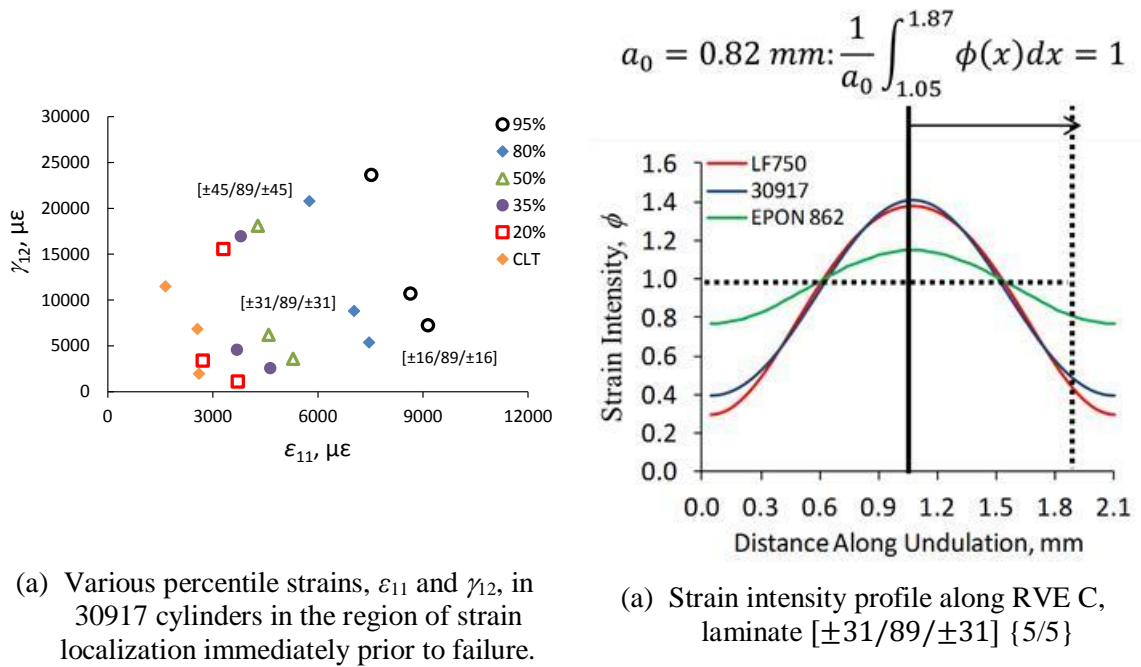 30000
25000
20000
15000
10000
5000
0
γ12, με
0 3000 6000 9000 12000
ε11, με
95%
80%
50%
35%
20%
CLT
[±45/89/±45]
[±31/89/±31]
[±16/89/±16]
(a) Various percentile strains, ε11 and γ12, in
30917 cylinders in the region of strain
localization immediately prior to failure.
a0 = 0.82 mm: 1/a0 ∫1.05^1.87 ϕ(x)dx = 1
LF750
30917
EPON 862
1.6
1.4
1.2
1.0
0.8
0.6
0.4
0.2
0.0
Strain Intensity, ϕ
0.0 0.3 0.6 0.9 1.2 1.5 1.8 2.1
Distance Along Undulation, mm
(a) Strain intensity profile along RVE C,
laminate [±31/89/±31] {5/5}